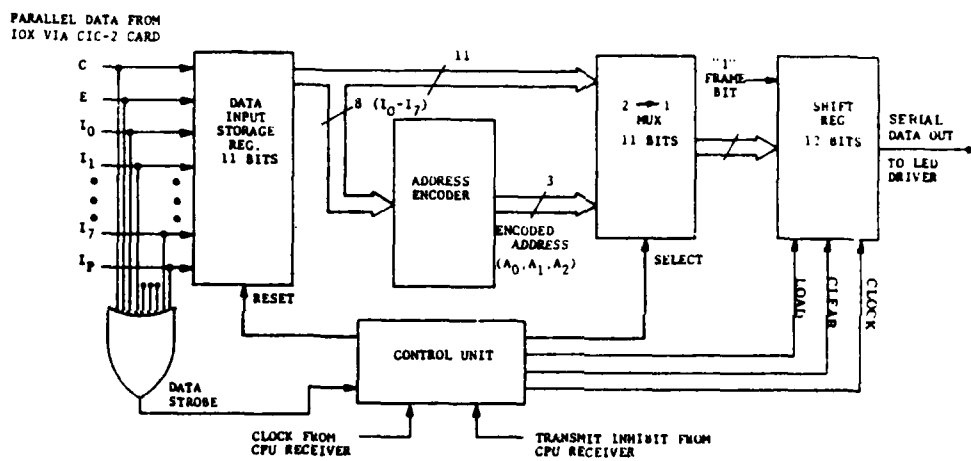 PARALLEL DATA FROM
IOX VIA CIC-2 CARD
C
E
I0
I1
I7
IP
DATA
INPUT
STORAGE
REG.
11 BITS
11
8 (I0-I7)
ADDRESS
ENCODER
3
ENCODED
ADDRESS
(A0,A1,A2)
2 → 1
MUX
11 BITS
"1"
FRAME
BIT
SHIFT
REG
12 BITS
SERIAL
DATA OUT
TO LED
DRIVER
RESET
SELECT
LOAD
CLEAR
CLOCK
CONTROL UNIT
DATA
STROBE
CLOCK FROM
CPU RECEIVER
TRANSMIT INHIBIT FROM
CPU RECEIVER